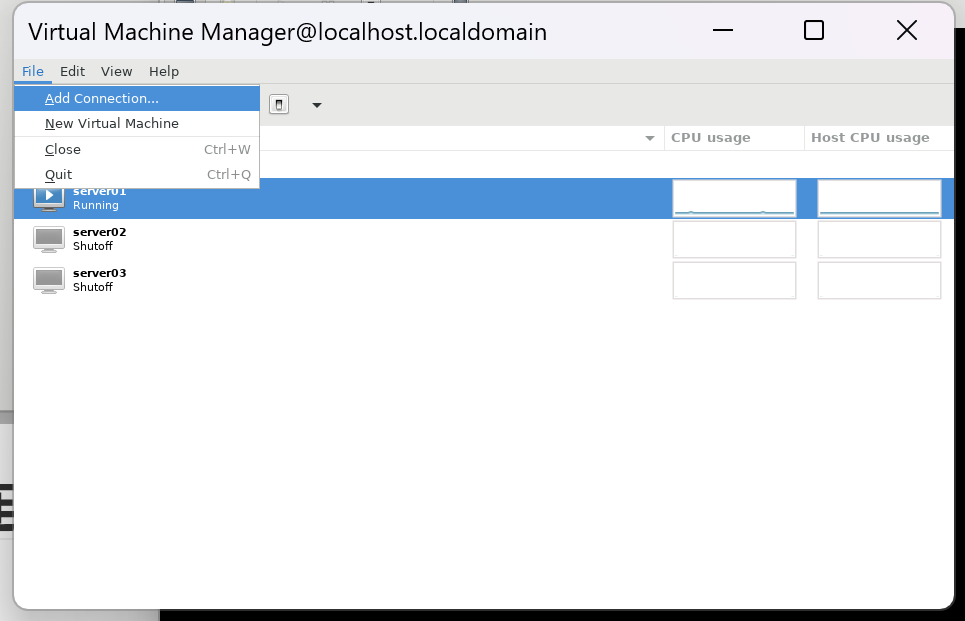 Virtual Machine Manager@localhost.localdomain
File Edit View Help
Add Connection...
New Virtual Machine
Close Ctrl+W
Quit Ctrl+Q
CPU usage Host CPU usage
server01
Running
server02
Shutoff
server03
Shutoff